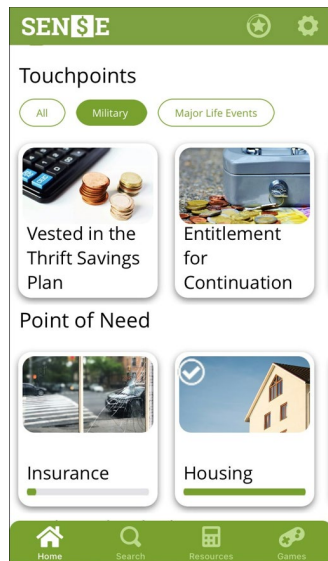 SEN$E
Touchpoints
All
Military
Major Life Events
Vested in the
Thrift Savings
Plan
Entitlement
for
Continuation
Point of Need
Insurance
Housing
Home
Search
Resources
Games